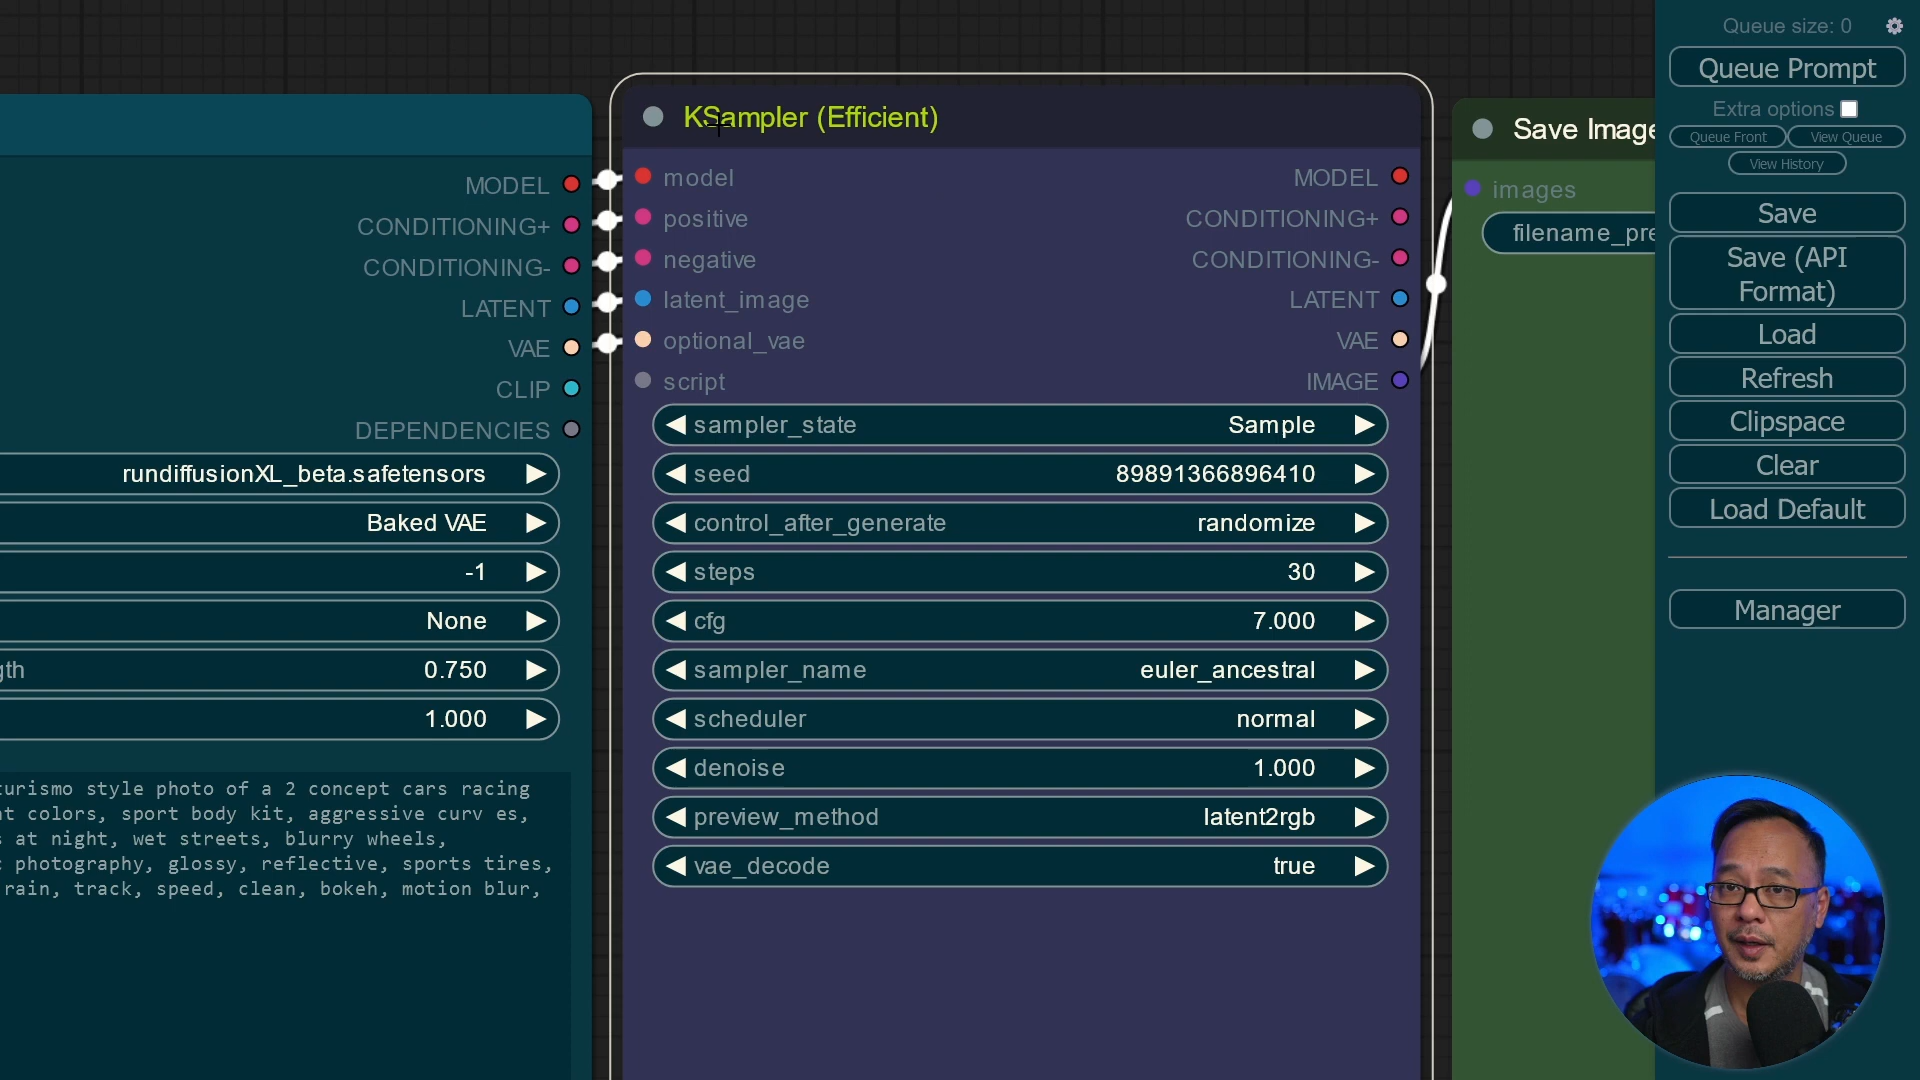 MODEL
CONDITIONING+
CONDITIONING-
LATENT
VAE
CLIP
DEPENDENCIES
rundiffusionXL_beta.safetensors
Baked VAE
-1
None
gth 0.750
1.000
turismo style photo of a 2 concept cars racing
nt colors, sport body kit, aggressive curv es,
s at night, wet streets, blurry wheels,
photography, glossy, reflective, sports tires,
rain, track, speed, clean, bokeh, motion blur,
KSampler (Efficient)
model MODEL
positive CONDITIONING+
negative CONDITIONING-
latent_image LATENT
optional_vae VAE
script IMAGE
sampler_state Sample
seed 89891366896410
control_after_generate randomize
steps 30
cfg 7.000
sampler_name euler_ancestral
scheduler normal
denoise 1.000
preview_method latent2rgb
vae_decode true
Save Image
images
filename_pre
Queue size: 0
Queue Prompt
Extra options
Queue Front View Queue
View History
Save
Save (API
Format)
Load
Refresh
Clipspace
Clear
Load Default
Manager